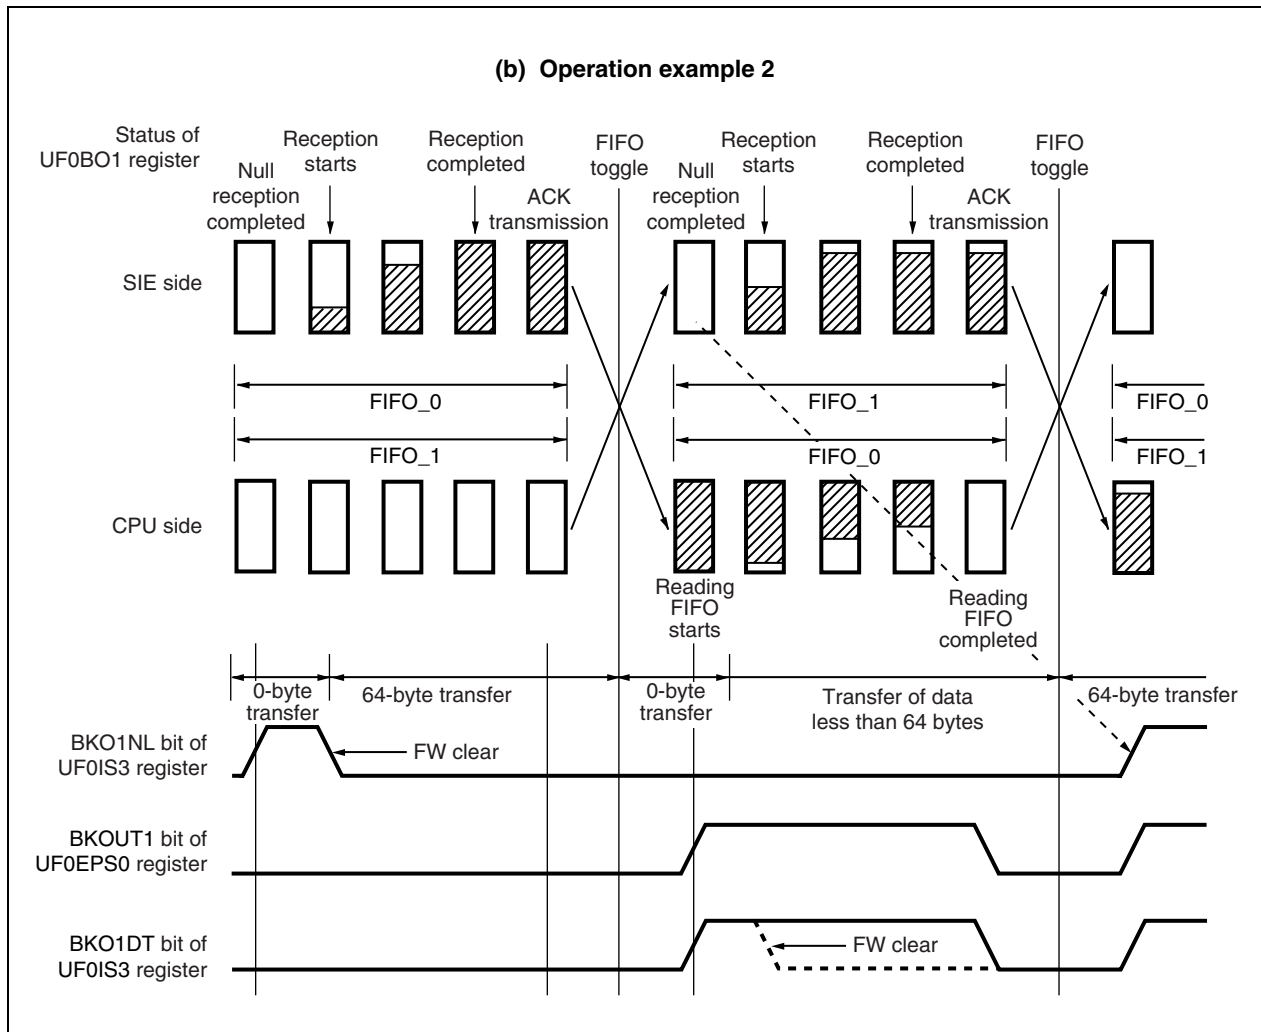 (b) Operation example 2
Status of
UF0BO1 register
Null
reception
completed
Reception
starts
Reception
completed
ACK
transmission
FIFO
toggle
Null
reception
completed
Reception
starts
Reception
completed
ACK
transmission
FIFO
toggle
SIE side
FIFO_0
FIFO_1
FIFO_0
FIFO_1
FIFO_0
FIFO_1
CPU side
Reading
FIFO
starts
Reading
FIFO
completed
0-byte
transfer
64-byte transfer
0-byte
transfer
Transfer of data
less than 64 bytes
64-byte transfer
BKO1NL bit of
UF0IS3 register
FW clear
BKOUT1 bit of
UF0EPS0 register
BKO1DT bit of
UF0IS3 register
FW clear